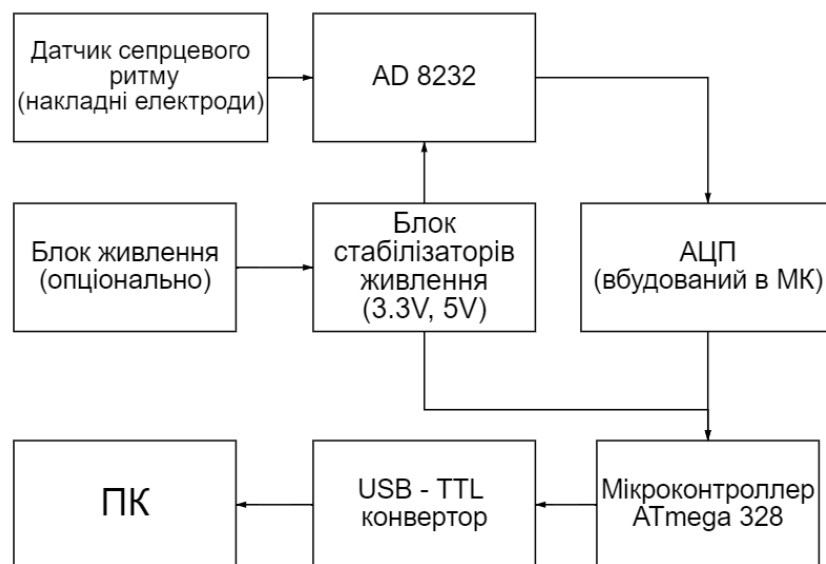 Датчик сепрцевого
ритму
(накладні електроди)
AD 8232
Блок живлення
(опціонально)
Блок
стабілізаторів
живлення
(3.3V, 5V)
АЦП
(вбудований в МК)
ПК
USB - TTL
конвертор
Мікроконтроллер
ATmega 328